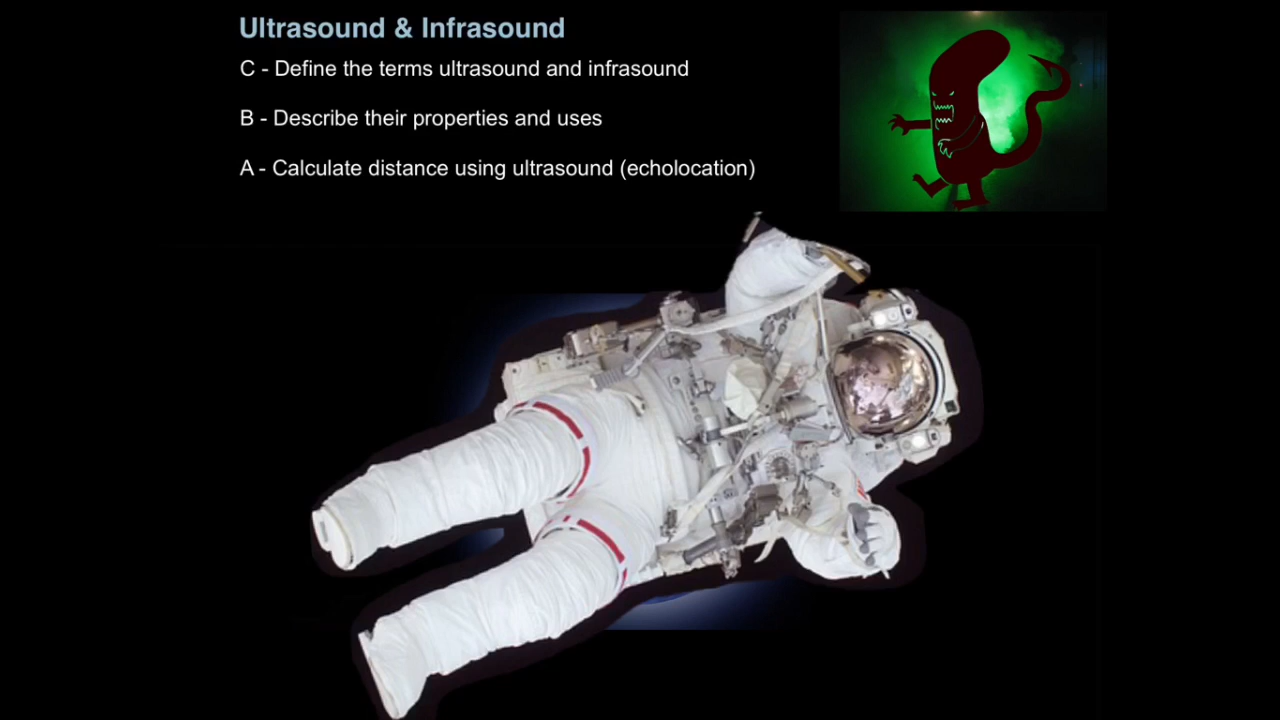 Ultrasound & Infrasound
C - Define the terms ultrasound and infrasound
B - Describe their properties and uses
A - Calculate distance using ultrasound (echolocation)